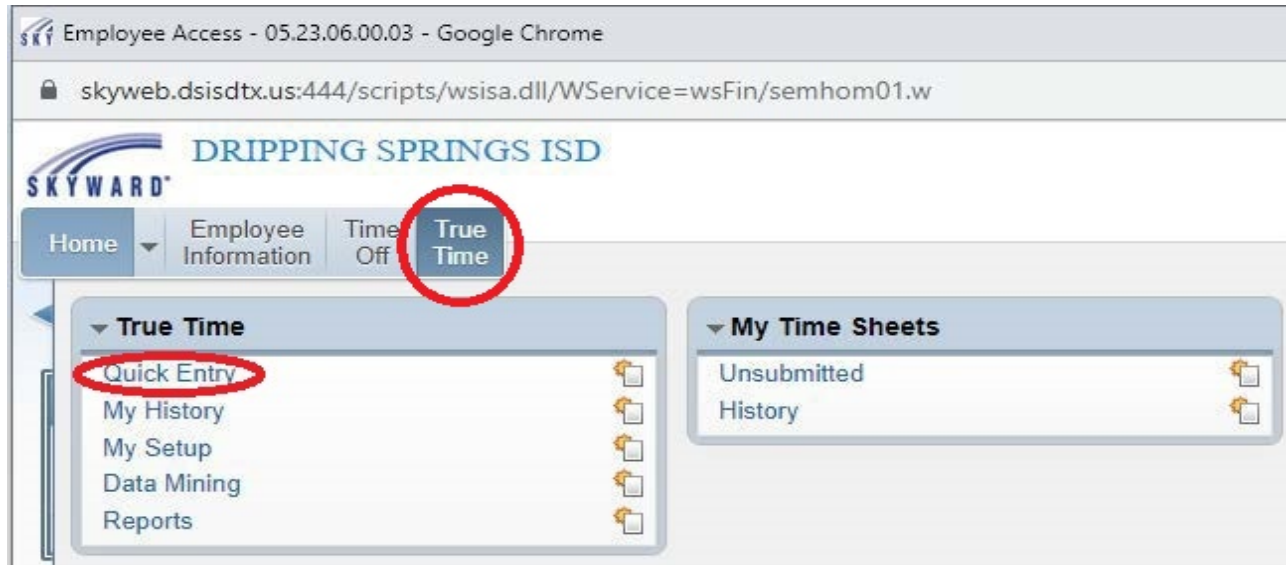 Employee Access - 05.23.06.00.03 - Google Chrome
skyweb.dsisdtx.us:444/scripts/wsisa.dll/WService=wsFin/semhom01.w
DRIPPING SPRINGS ISD
SKYWARD
Home
Employee
Information
Time
Off
True
Time
True Time
Quick Entry
My History
My Setup
Data Mining
Reports
My Time Sheets
Unsubmitted
History